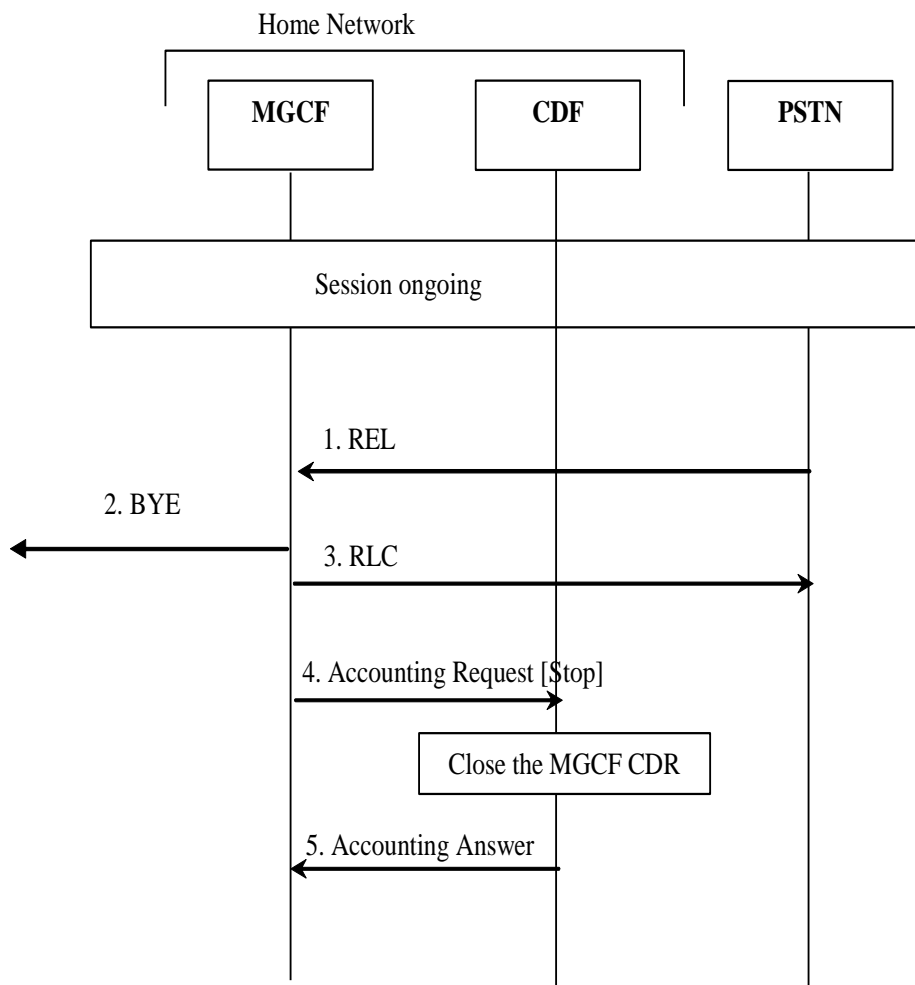 Home Network
MGCF
CDF
PSTN
Session ongoing
1. REL
2. BYE
3. RLC
4. Accounting Request [Stop]
Close the MGCF CDR
5. Accounting Answer